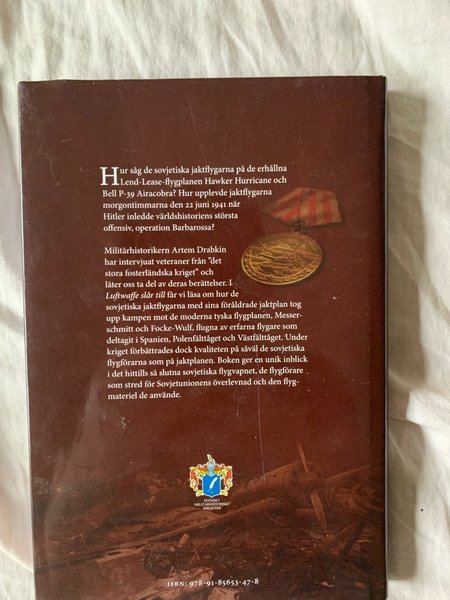 Hur såg de sovjetiska jaktflygarna på de erhållna
Lend-Lease-flygplanen Hawker Hurricane och
Bell P-39 Airacobra? Hur upplevde jaktflygarna
morgontimmarna den 22 juni 1941 när
Hitler inledde världshistoriens största
offensiv, operation Barbarossa?
Militärhistorikern Artem Drabkin
har intervjuat veteraner från "det
stora fosterländska kriget" och
låter oss ta del av deras berättelser. I
Luftwaffe slår till får vi läsa om hur de
sovjetiska jaktflygarna med sina föråldrade jaktplan tog
upp kampen mot de moderna tyska flygplanen, Messer-
schmitt och Focke-Wulf, flugna av erfarna flygare som
deltagit i Spanien, Polenfälttåget och Västfälttåget. Under
kriget förbättrades dock kvaliteten på såväl de sovjetiska
flygförarna som på jaktplanen. Boken ger en unik inblick
i det hittills så slutna sovjetiska flygvapnet, de flygförare
som stred för Sovjetunionens överlevnad och den flyg-
materiel de använde.
SVENSKT
MILITÄRHISTORISKT
BIBLIOTEK
ISBN: 978-91-85653-47-8